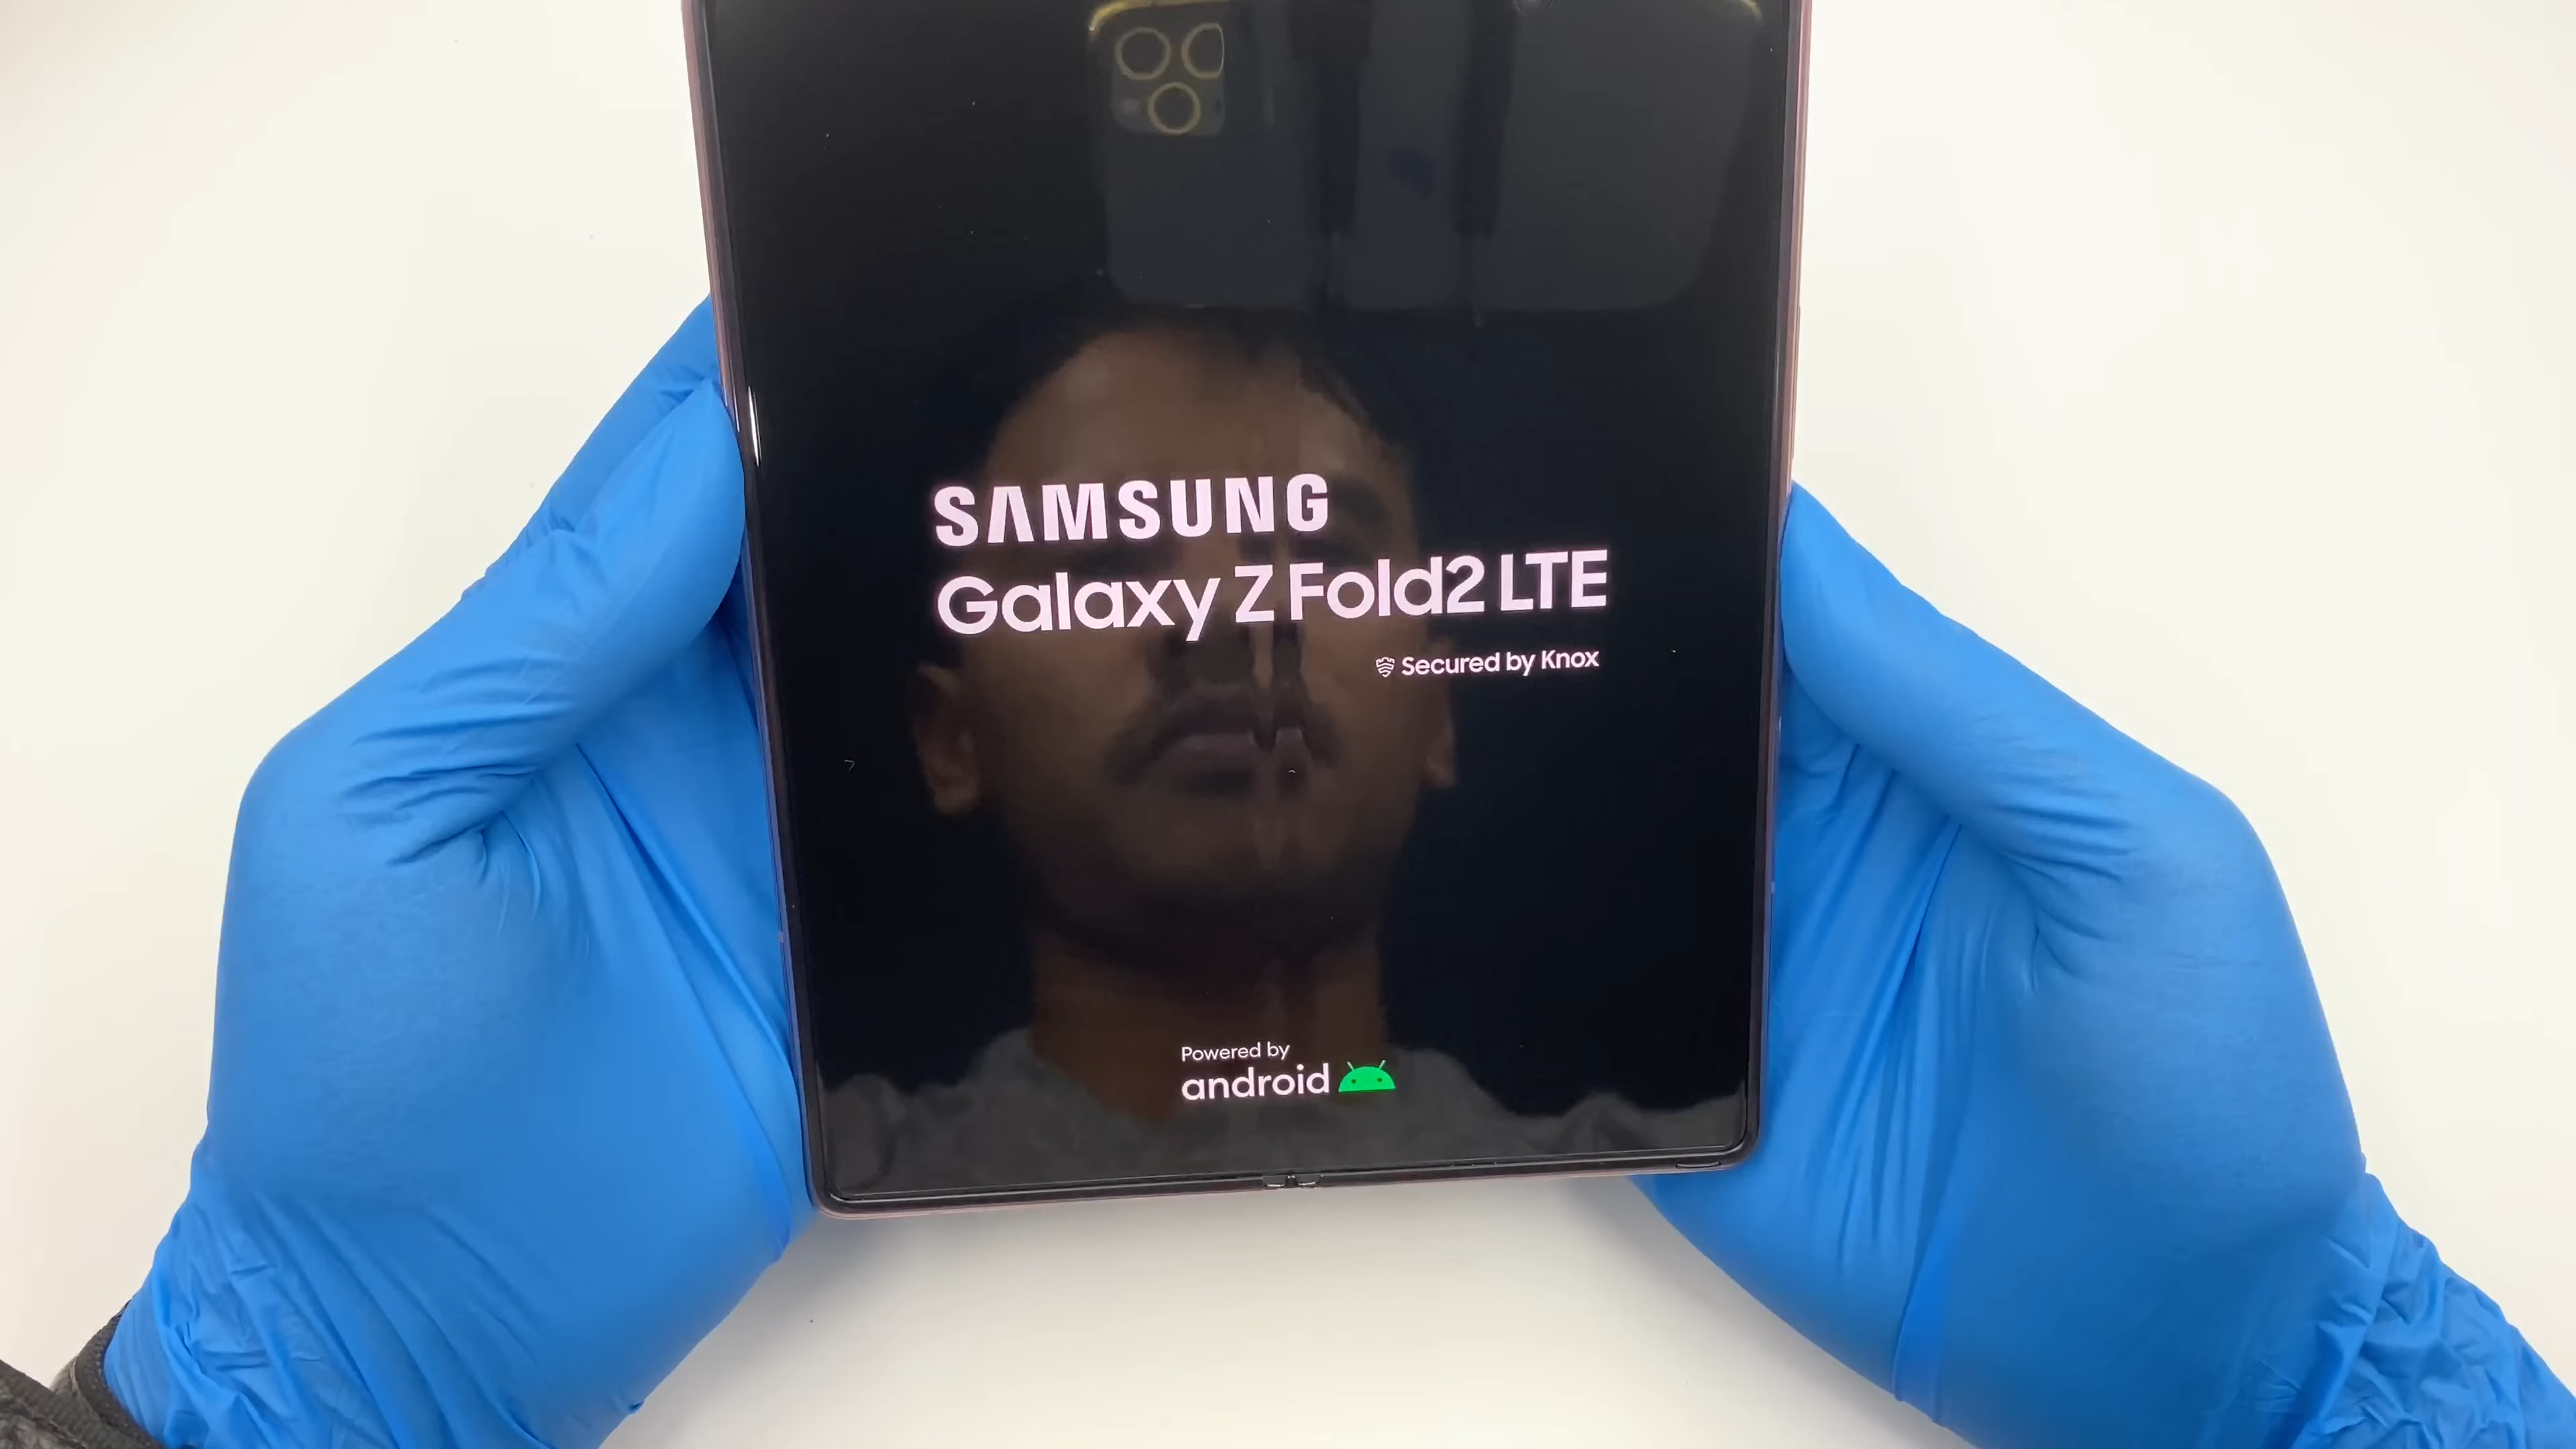 SAMSUNG
Galaxy Z Fold2 LTE
Secured by Knox
Powered by
android